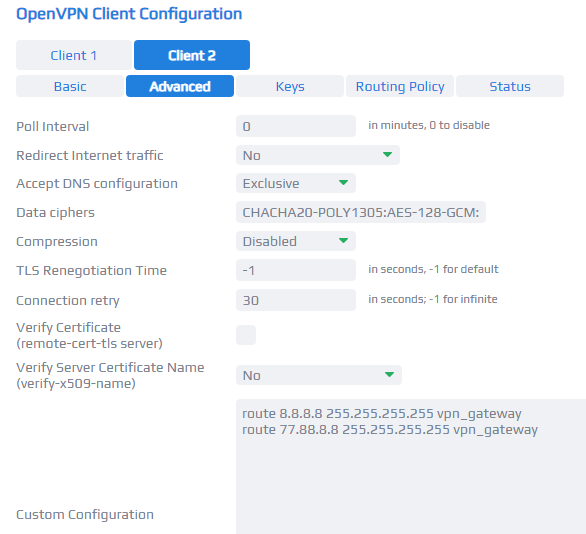 OpenVPN Client Configuration
Client 1
Client 2
Basic
Advanced
Keys
Routing Policy
Status
Poll Interval
0
in minutes, 0 to disable
Redirect Internet traffic
No
Accept DNS configuration
Exclusive
Data ciphers
CHACHA20-POLY1305:AES-128-GCM:
Compression
Disabled
TLS Renegotiation Time
-1
in seconds, -1 for default
Connection retry
30
in seconds; -1 for infinite
Verify Certificate
(remote-cert-tls server)
Verify Server Certificate Name
(verify-x509-name)
No
route 8.8.8.8 255.255.255.255 vpn_gateway
route 77.88.8.8 255.255.255.255 vpn_gateway
Custom Configuration